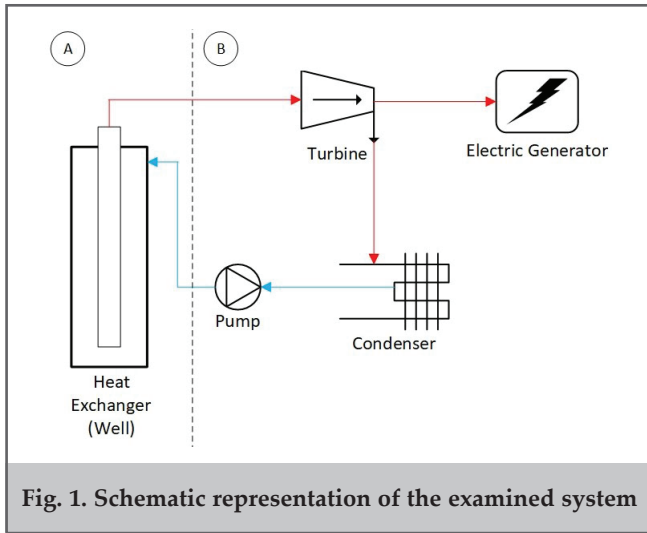 A
B
Turbine
Electric Generator
Pump
Condenser
Heat
Exchanger
(Well)
Fig. 1. Schematic representation of the examined system